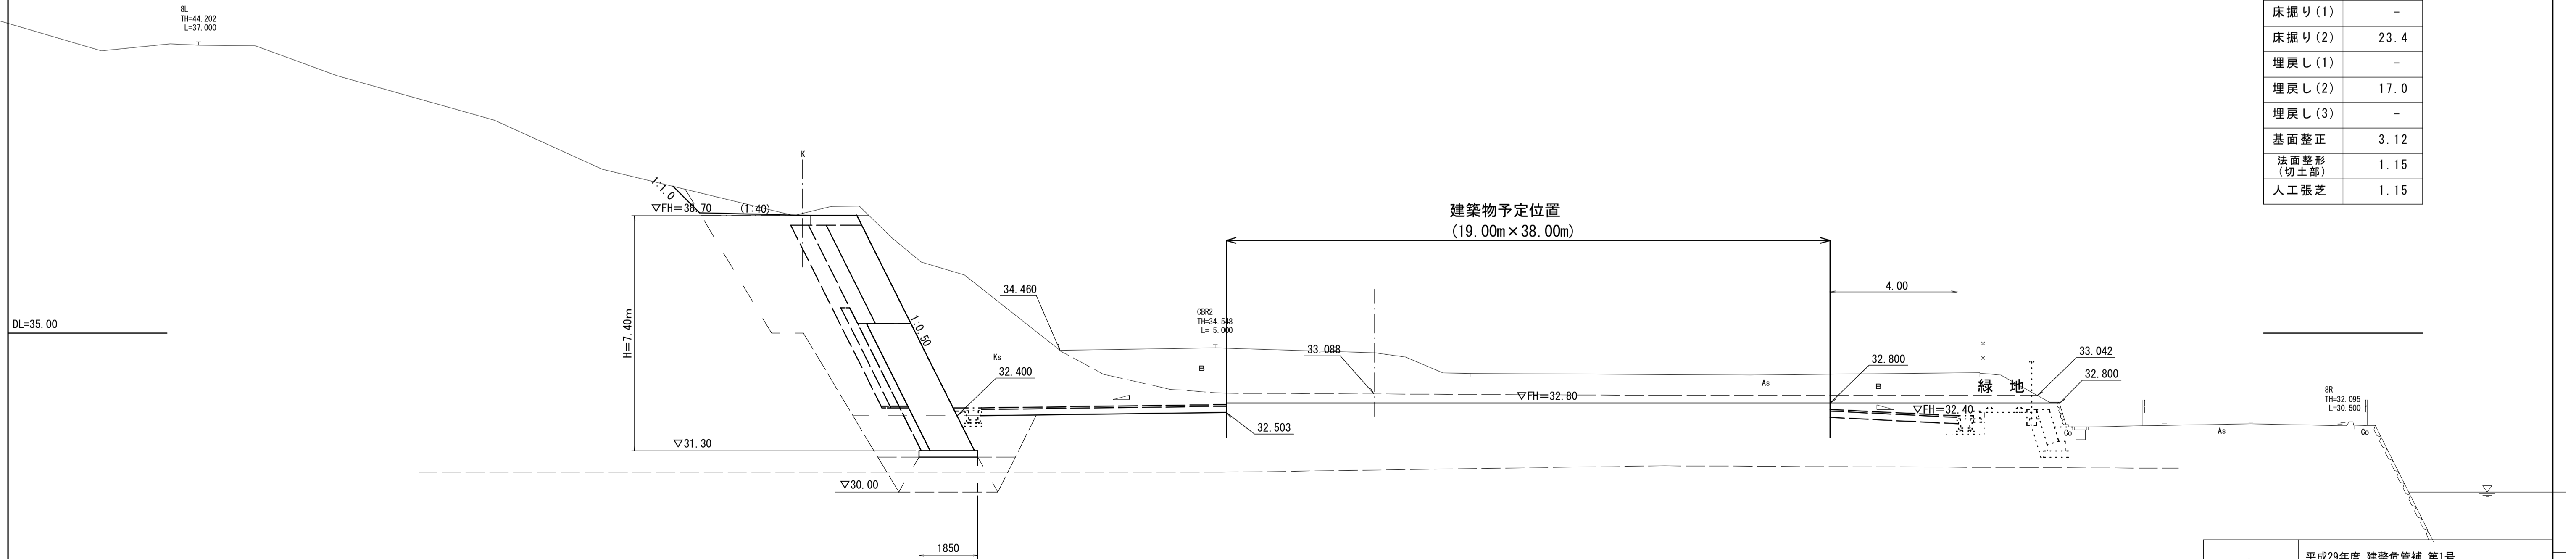 8L
TH=44.202
L=37.000
床掘り(1) -
床掘り(2) 23.4
埋戻し(1) -
埋戻し(2) 17.0
埋戻し(3) -
基面整正 3.12
法面整形
(切土部) 1.15
人工張芝 1.15
K
1:1.0
▽FH=38.70
(1:40)
建築物予定位置
(19.00m×38.00m)
34.460
4.00
DL=35.00
CBR2
TH=34.548
L= 5.000
H=7.40m
1:0.50
Ks
33.088
32.800
33.042
32.400
B
As
B
緑 地
32.800
8R
TH=32.095
L=30.500
▽FH=32.80
▽FH=32.40
32.503
Co
As
Co
▽31.30
▽30.00
1850
平成29年度 建整危管補 第1号